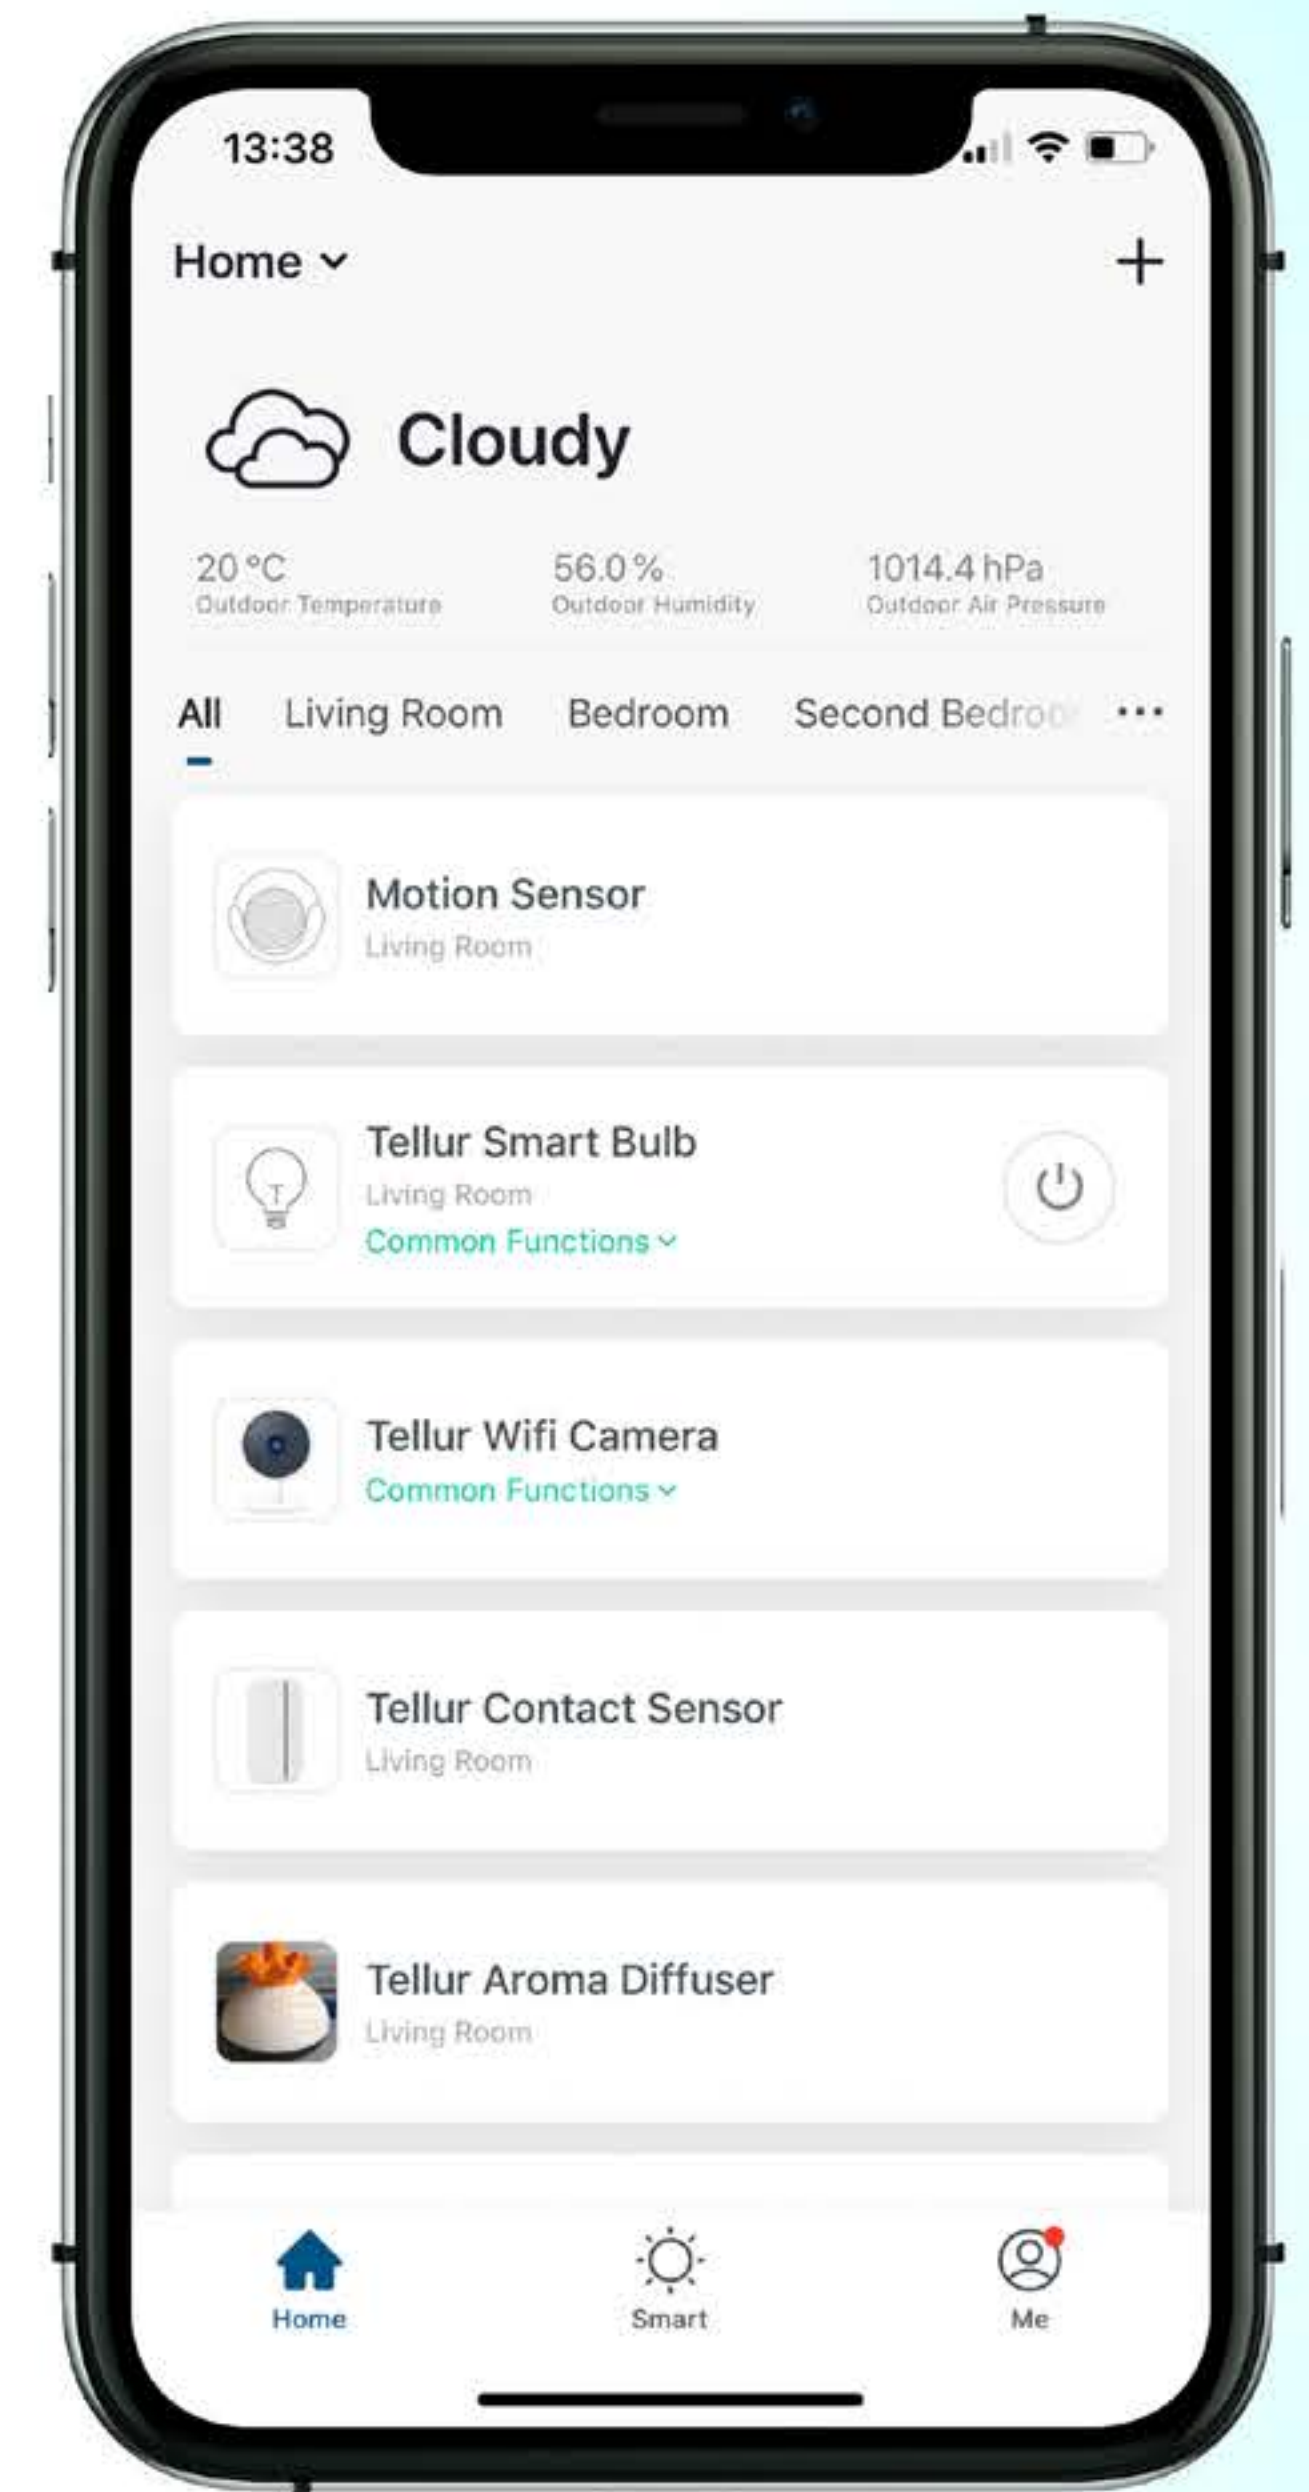 13:38
Home
Cloudy
20 °C
56.0 %
1014.4 hPa
Outdoor Temperature
Outdoor Humidity
Outdoor Air Pressure
All
Living Room
Bedroom
Second Bedroo
Motion Sensor
Living Room
Tellur Smart Bulb
Living Room
Common Functions
Tellur Wifi Camera
Common Functions
Tellur Contact Sensor
Living Room
Tellur Aroma Diffuser
Living Room
Home
Smart
Me